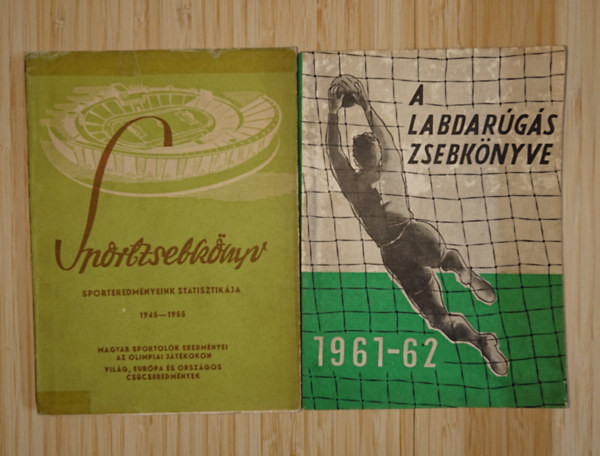 Sportzsebkönyv
SPORTEREDMÉNYEINK STATISZTIKÁJA
1945—1955
MAGYAR SPORTOLÓK EREDMÉNYEI
AZ OLIMPIAI JÁTÉKOKON
VILÁG, EURÓPA ÉS ORSZÁGOS
CSÚCSEREDMÉNYEK
A
LABDARÚGÁS
ZSEBKÖNYVE
1961-62